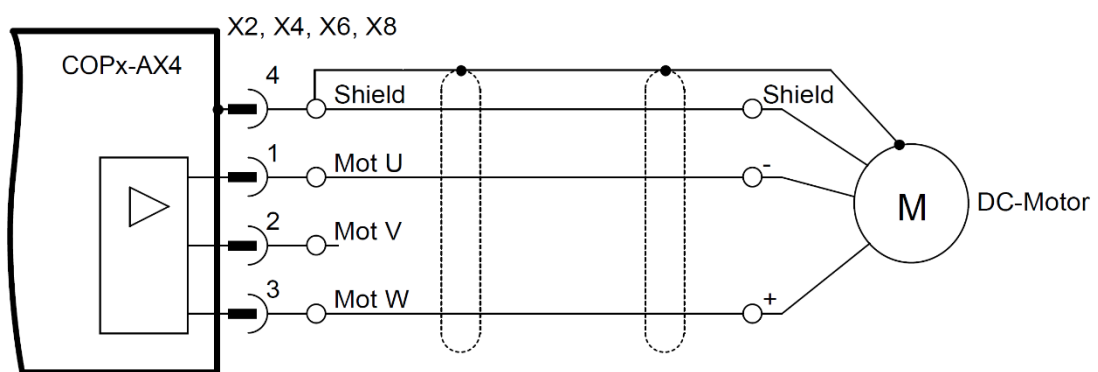 X2, X4, X6, X8
COPx-AX4
4
Shield
Shield
1
Mot U
-
M
DC-Motor
2
Mot V
3
Mot W
+